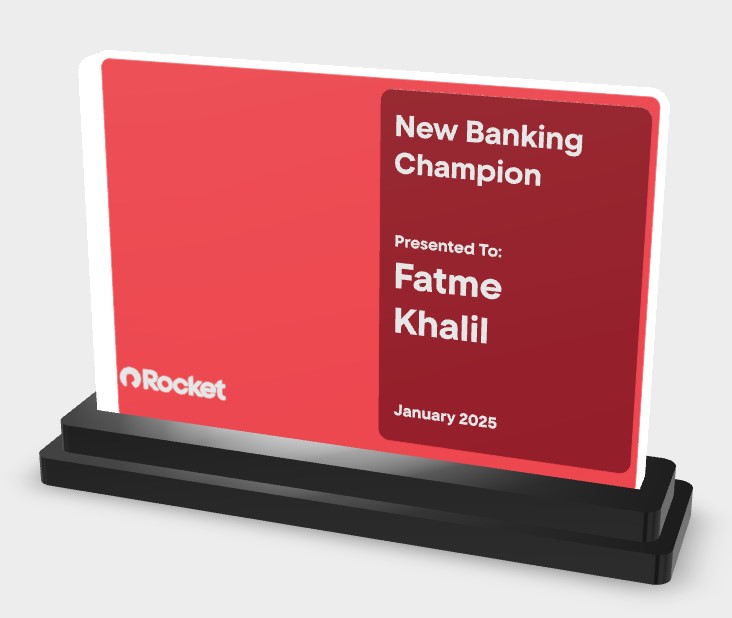 New Banking
Champion
Presented To:
Fatme
Khalil
January 2025
Rocket